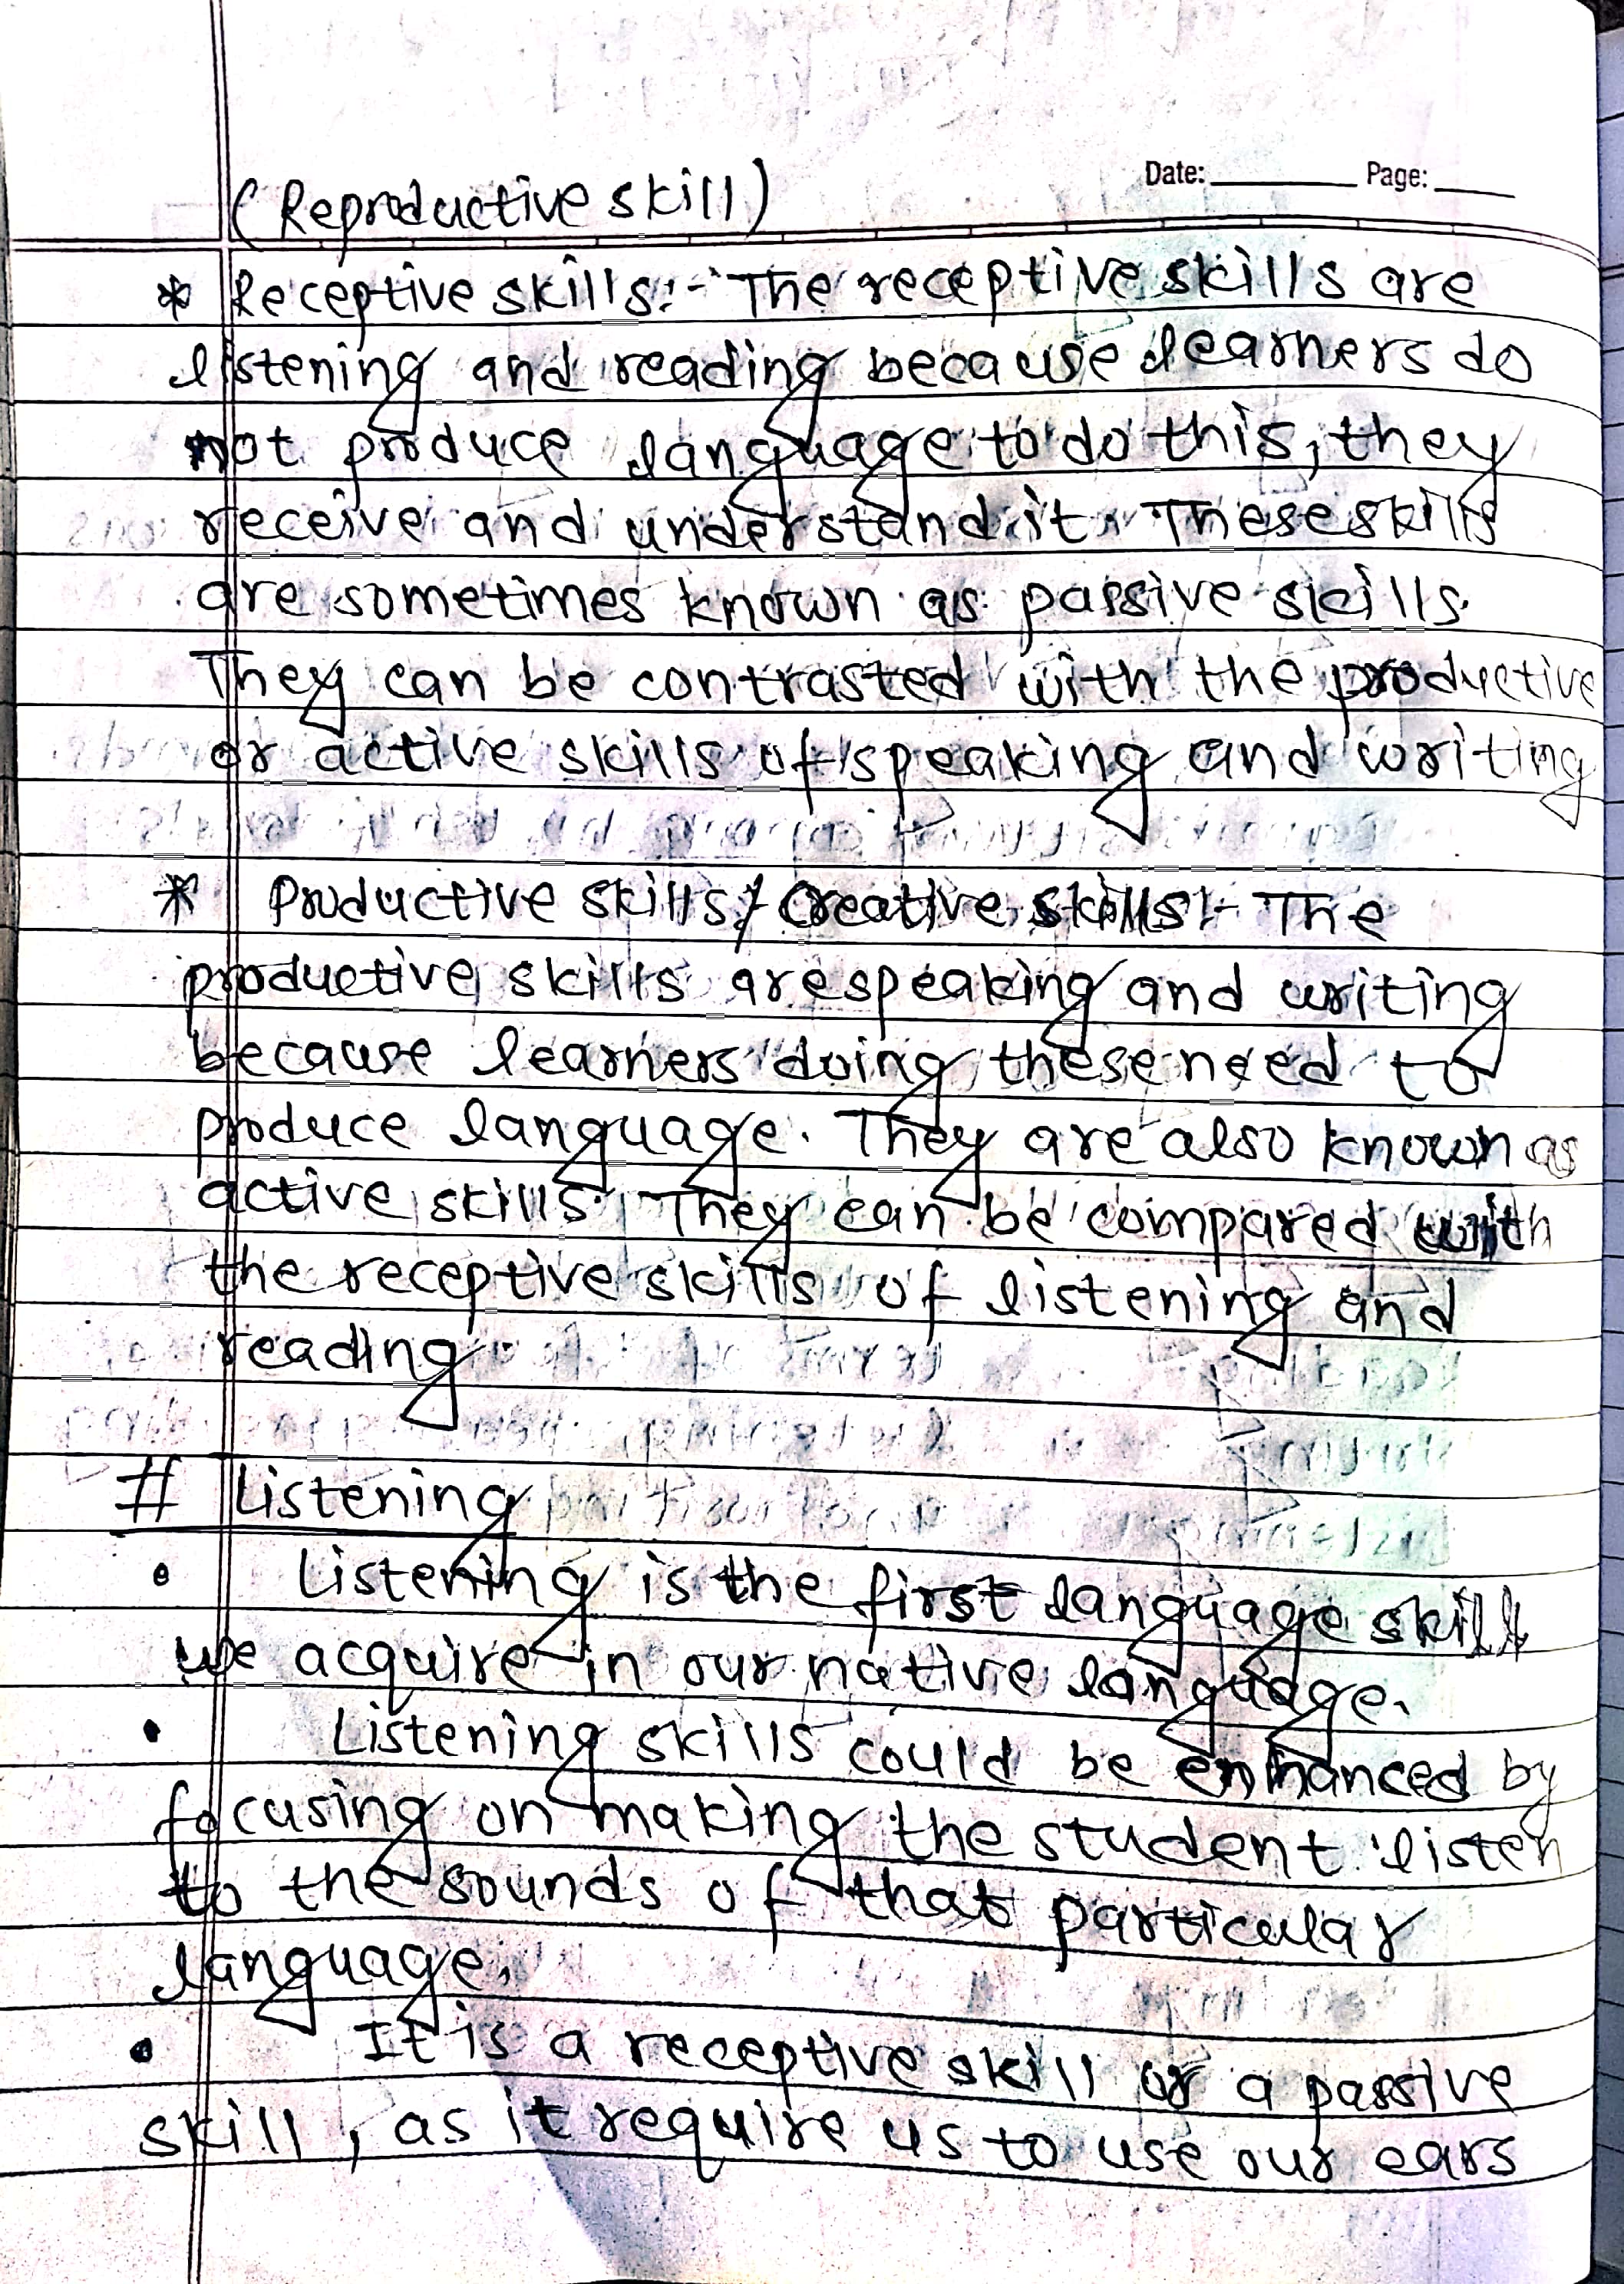 Date: Page:
(Reproductive skill)
* Receptive skills:- The receptive skills are
listening and reading because learners do
not produce language to do this, they
receive and understand it. These skills
are sometimes known as passive skills.
They can be contrasted with the productive
or active skills of speaking and writing
* Productive skills/ Creative skills:- The
productive skills are speaking and writing
because learners doing these need to
produce language. They are also known as
active skills. They can be compared with
the receptive skills of listening and
reading.
# Listening
• Listening is the first language skill
we acquire in our native language.
• Listening skills could be enhanced by
focusing on making the student listen
to the sounds of that particular
language.
• It is a receptive skill or a passive
skill, as it require us to use our ears